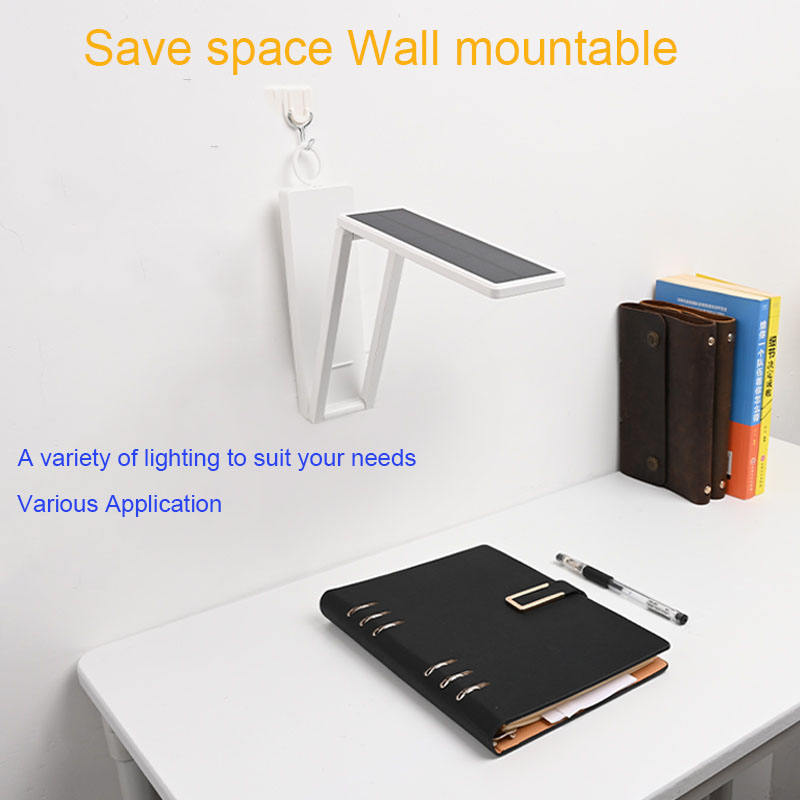 Save space Wall mountable
A variety of lighting to suit your needs
Various Application